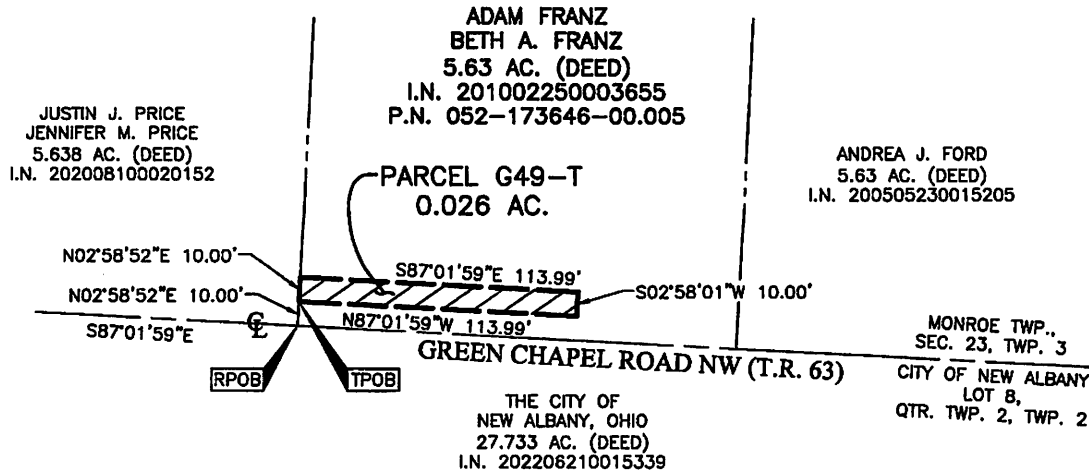 ADAM FRANZ
BETH A. FRANZ
5.63 AC. (DEED)
I.N. 201002250003655
P.N. 052-173646-00.005
JUSTIN J. PRICE
JENNIFER M. PRICE
5.638 AC. (DEED)
I.N. 202008100020152
ANDREA J. FORD
5.63 AC. (DEED)
I.N. 200505230015205
PARCEL G49-T
0.026 AC.
N02°58'52"E 10.00'
S87°01'59"E 113.99'
S02°58'01"W 10.00'
N02°58'52"E 10.00'
N87°01'59"W 113.99'
S87°01'59"E
℄
GREEN CHAPEL ROAD NW (T.R. 63)
MONROE TWP.,
SEC. 23, TWP. 3
CITY OF NEW ALBANY
LOT 8,
QTR. TWP. 2, TWP. 2
RPOB
TPOB
THE CITY OF
NEW ALBANY, OHIO
27.733 AC. (DEED)
I.N. 202206210015339